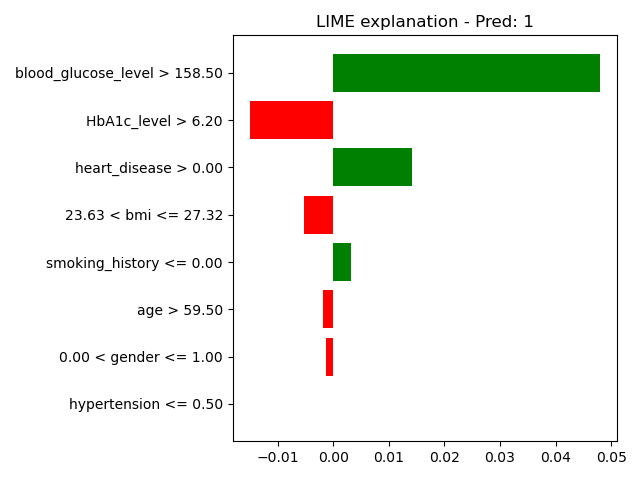 LIME explanation - Pred: 1
blood_glucose_level > 158.50
HbA1c_level > 6.20
heart_disease > 0.00
23.63 < bmi <= 27.32
smoking_history <= 0.00
age > 59.50
0.00 < gender <= 1.00
hypertension <= 0.50
−0.01 0.00 0.01 0.02 0.03 0.04 0.05